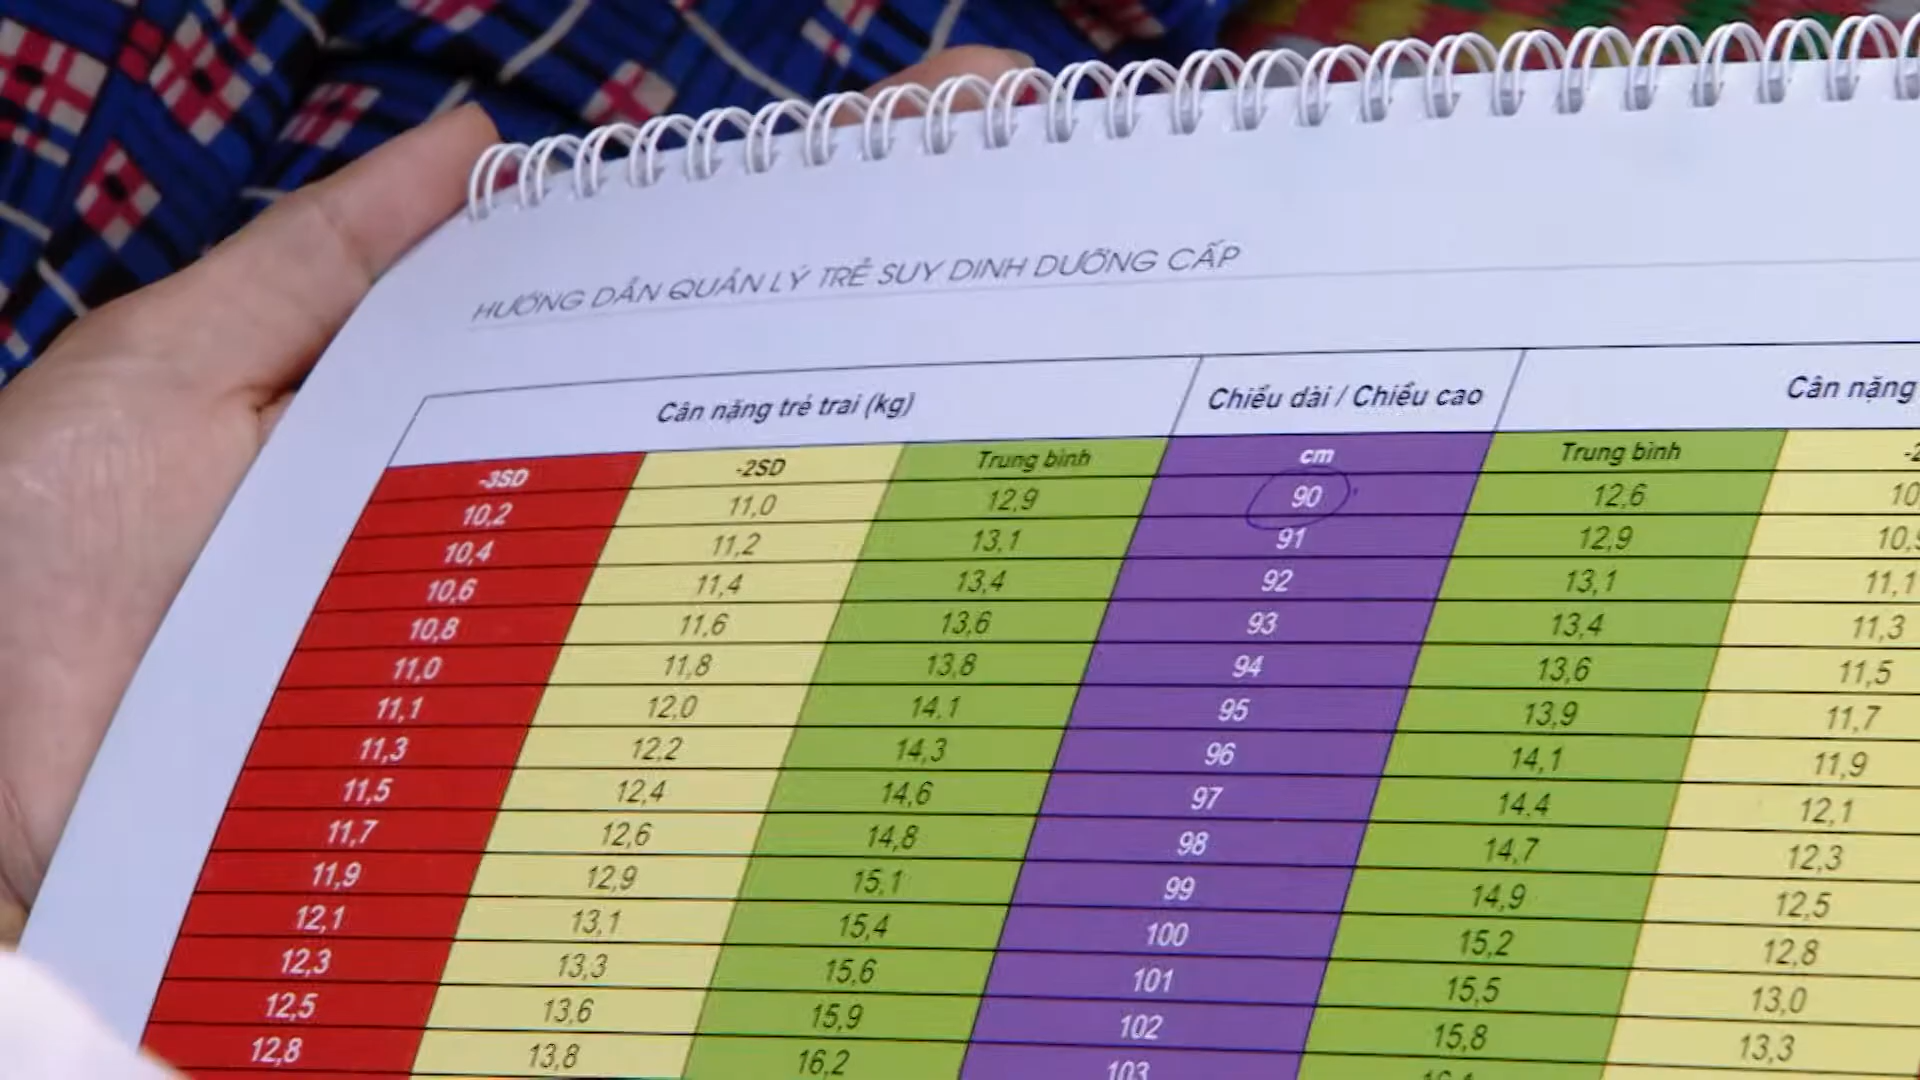 HƯỚNG DẪN QUẢN LÝ TRẺ SUY DINH DƯỠNG CẤP
Cân nặng trẻ trai (kg) Chiều dài / Chiều cao Cân nặng
-3SD -2SD Trung bình cm Trung bình
10,2 11,0 12,9 90 12,6
10,4 11,2 13,1 91 12,9
10,6 11,4 13,4 92 13,1 11,1
10,8 11,6 13,6 93 13,4 11,3
11,0 11,8 13,8 94 13,6 11,5
11,1 12,0 14,1 95 13,9 11,7
11,3 12,2 14,3 96 14,1 11,9
11,5 12,4 14,6 97 14,4 12,1
11,7 12,6 14,8 98 14,7 12,3
11,9 12,9 15,1 99 14,9 12,5
12,1 13,1 15,4 100 15,2 12,8
12,3 13,3 15,6 101 15,5 13,0
12,5 13,6 15,9 102 15,8 13,3
12,8 13,8 16,2 103